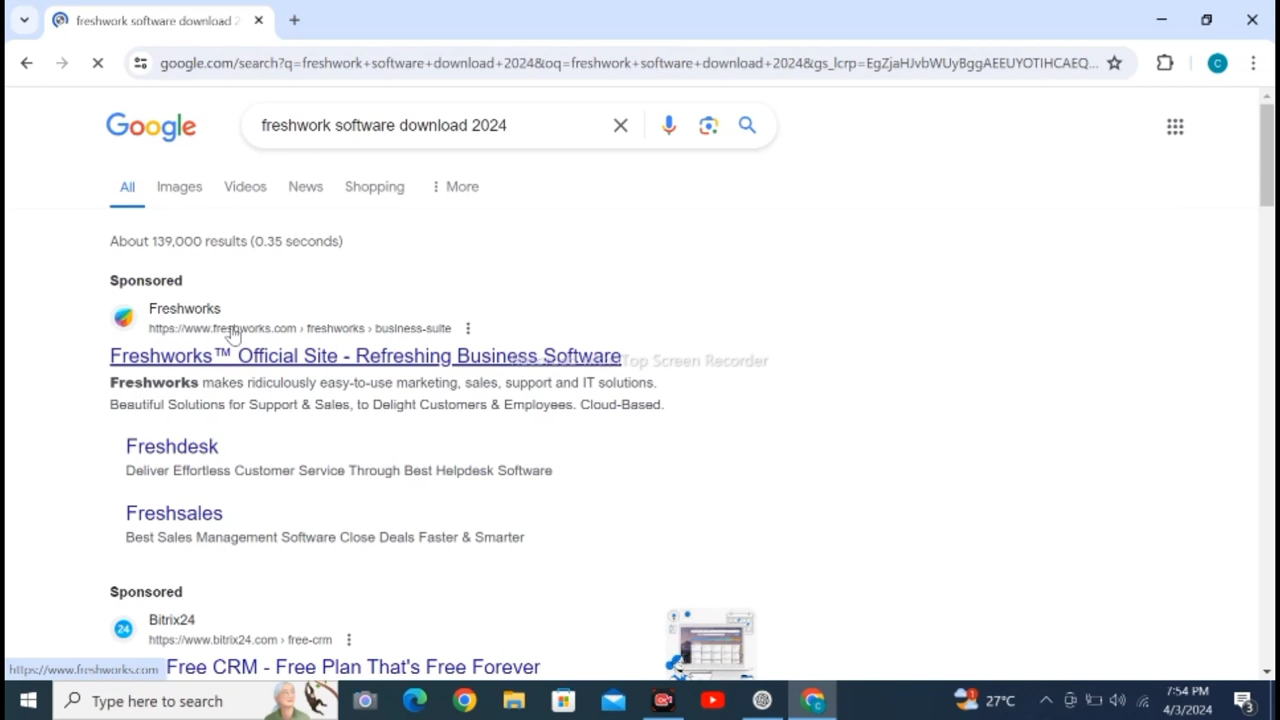 freshwork software download 2
google.com/search?q=freshwork+software+download+2024&oq=freshwork+software+download+2024&gs_lcrp=EgZjaHJvbWUyBggAEEUYOTIHCAEQ...
C
Google
freshwork software download 2024
All Images Videos News Shopping More
About 139,000 results (0.35 seconds)
Sponsored
Freshworks
https://www.freshworks.com › freshworks › business-suite
Freshworks™ Official Site - Refreshing Business Software
Top Screen Recorder
Freshworks makes ridiculously easy-to-use marketing, sales, support and IT solutions.
Beautiful Solutions for Support & Sales, to Delight Customers & Employees. Cloud-Based.
Freshdesk
Deliver Effortless Customer Service Through Best Helpdesk Software
Freshsales
Best Sales Management Software Close Deals Faster & Smarter
Sponsored
24
Bitrix24
https://www.bitrix24.com › free-crm
https://www.freshworks.com
Free CRM - Free Plan That's Free Forever
Type here to search
27°C
7:54 PM
4/3/2024
3